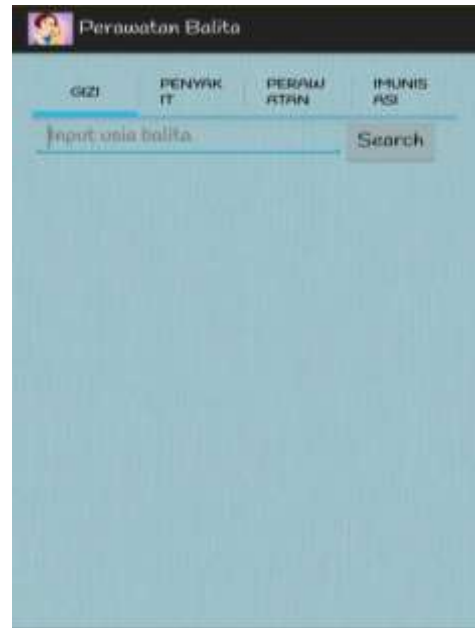 Perawatan Balita
GIZI
PENYAK
IT
PERAW
ATAN
IMUNIS
ASI
Input usia balita
Search